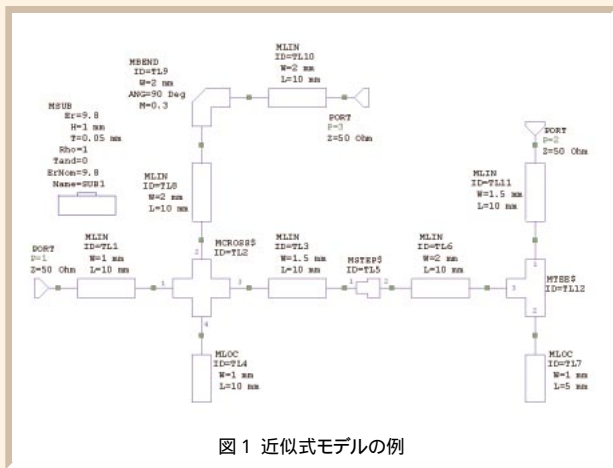 MLIN
ID=TL10
W=2 mm
L=10 mm
MBEND
ID=TL9
W=2 mm
ANG=90 Deg
M=0.3
PORT
P=3
Z=50 Ohm
MSUB
Er=9.8
H=1 mm
T=0.05 mm
Rho=1
Tand=0
ErNom=9.8
Name=SUB1
PORT
P=2
Z=50 Ohm
MLIN
ID=TL8
W=2 mm
L=10 mm
MLIN
ID=TL11
W=1.5 mm
L=10 mm
PORT
P=1
Z=50 Ohm
MLIN
ID=TL1
W=1 mm
L=10 mm
MCROSS$
ID=TL2
MLIN
ID=TL3
W=1.5 mm
L=10 mm
MSTEP$
ID=TL5
MLIN
ID=TL6
W=2 mm
L=10 mm
MTEE$
ID=TL12
2
1
3
4
1
2
1
3
2
MLOC
ID=TL4
W=1 mm
L=10 mm
MLOC
ID=TL7
W=1 mm
L=5 mm
図 1 近似式モデルの例